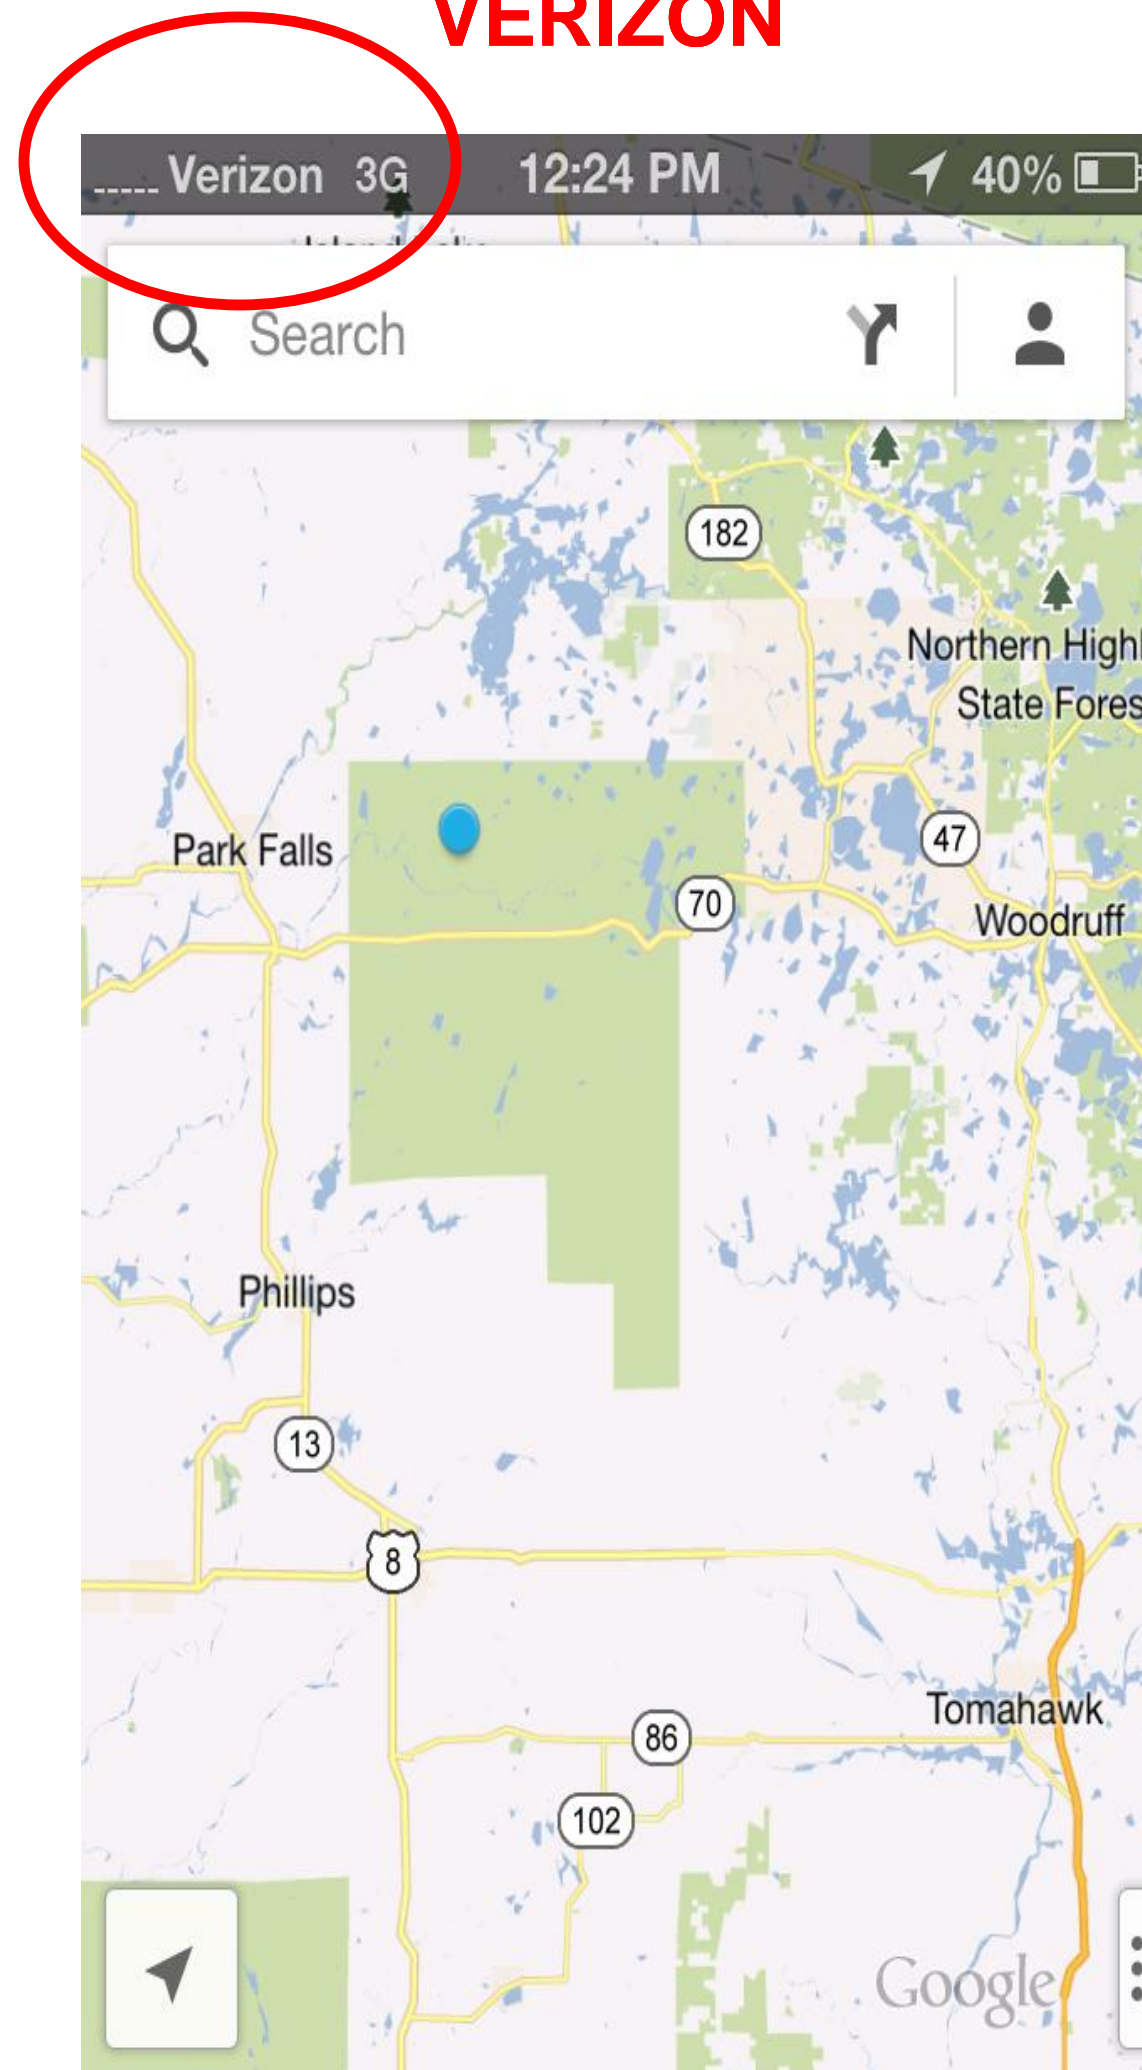 VERIZON
Verizon 3G 12:24 PM 40%
Search
182
Northern High
State Fores
Park Falls
47
70
Woodruff
Phillips
13
8
Tomahawk
86
102
Google